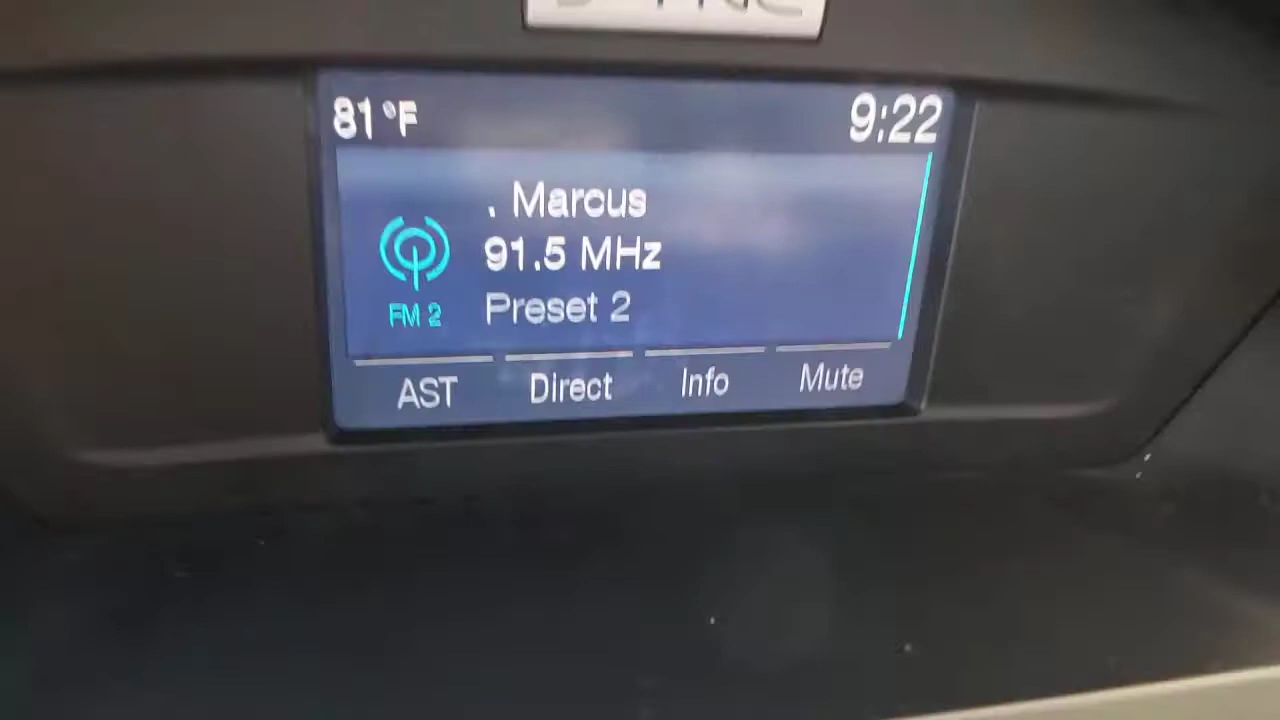 81°F
9:22
. Marcus
91.5 MHz
FM 2
Preset 2
AST
Direct
Info
Mute